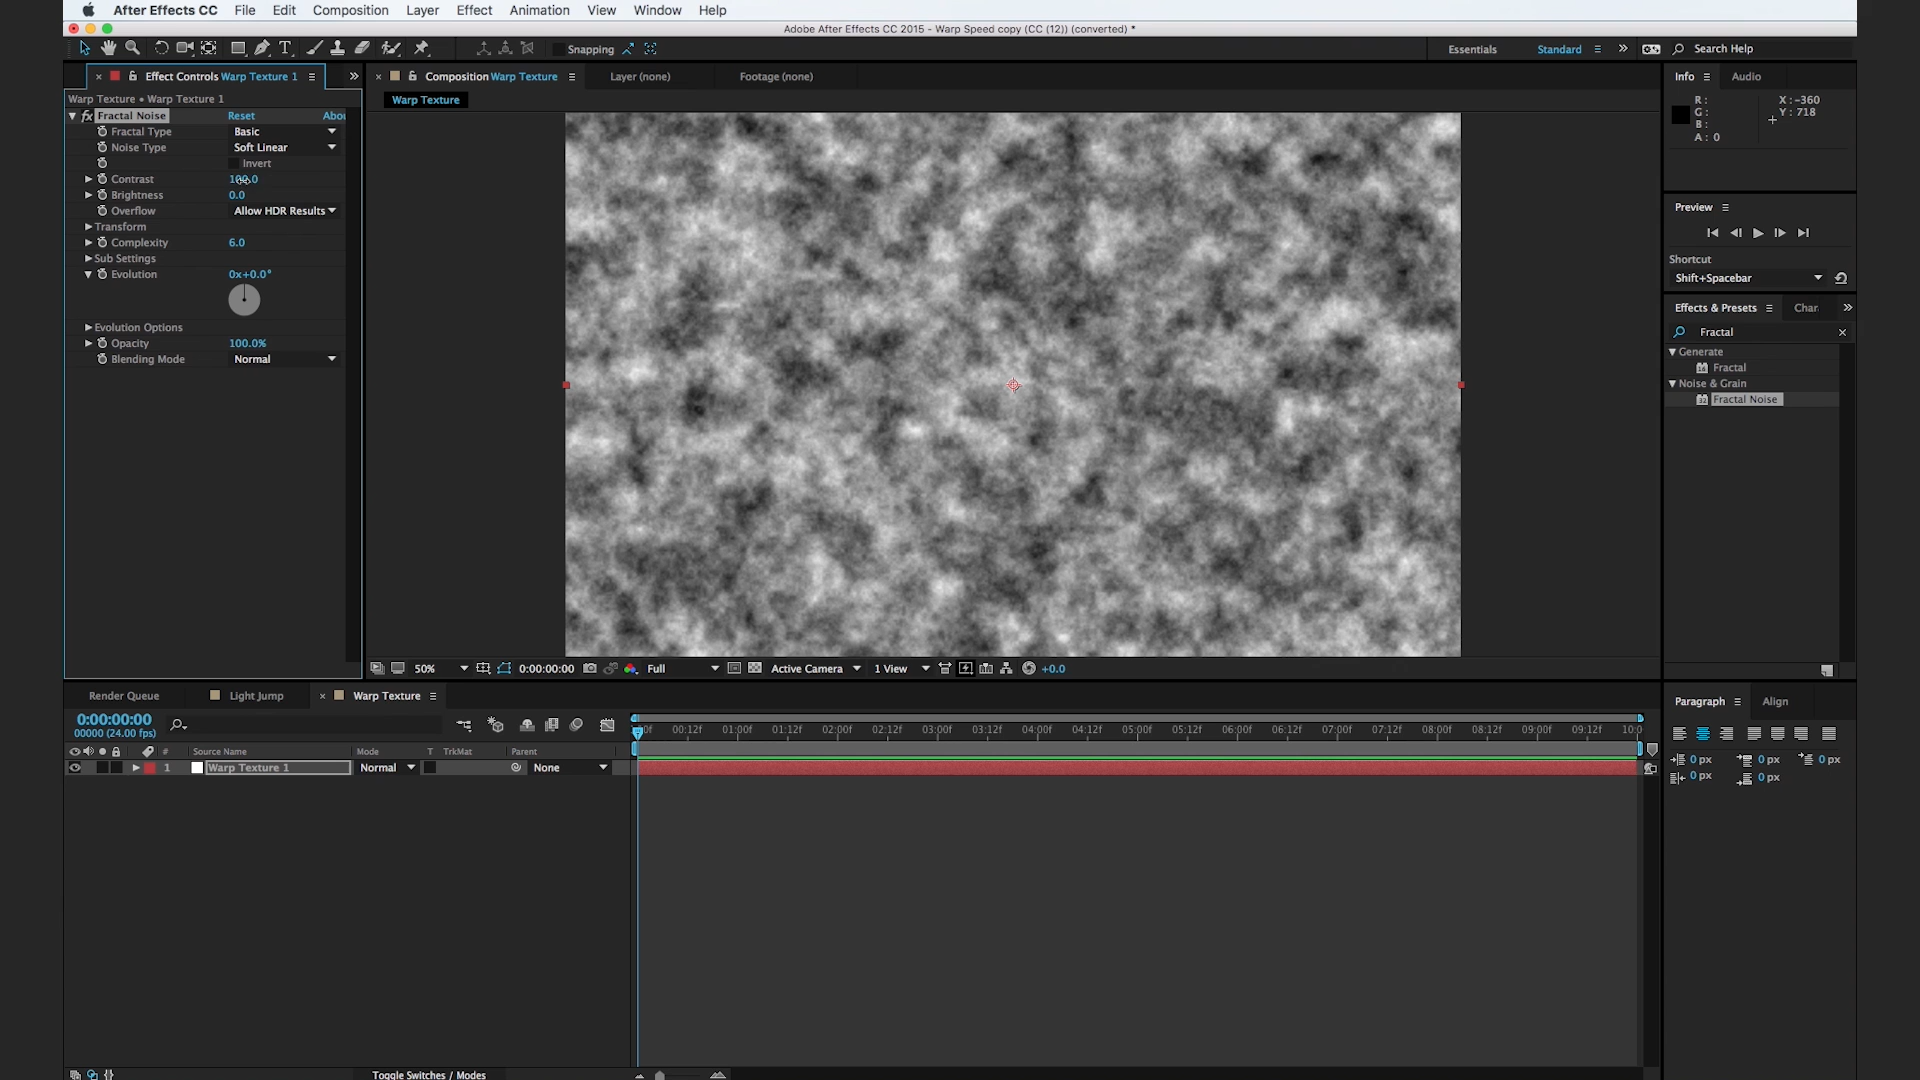 After Effects CC File Edit Composition Layer Effect Animation View Window Help
Adobe After Effects CC 2015 - Warp Speed copy (CC (12)) (converted) *
Snapping
Essentials Standard Search Help
Effect Controls Warp Texture 1
Composition Warp Texture Layer (none) Footage (none)
Info Audio
Warp Texture • Warp Texture 1
Warp Texture
R: X: -360
G: Y: 718
B:
A: 0
fx Fractal Noise Reset Abou
Fractal Type Basic
Noise Type Soft Linear
Invert
Contrast 100.0
Brightness 0.0
Overflow Allow HDR Results
Transform
Complexity 6.0
Sub Settings
Evolution 0x+0.0°
Evolution Options
Opacity 100.0%
Blending Mode Normal
Preview
Shortcut
Shift+Spacebar
Effects & Presets Char
Fractal
Generate
Fractal
Noise & Grain
Fractal Noise
50% 0:00:00:00 Full Active Camera 1 View +0.0
Render Queue Light Jump Warp Texture
Paragraph Align
0:00:00:00
00000 (24.00 fps)
00:12f 01:00f 01:12f 02:00f 02:12f 03:00f 03:12f 04:00f 04:12f 05:00f 05:12f 06:00f 06:12f 07:00f 07:12f 08:00f 08:12f 09:00f 09:12f 10:0
# Source Name Mode T TrkMat Parent
1 Warp Texture 1 Normal None
0 px 0 px 0 px
0 px 0 px
Toggle Switches / Modes